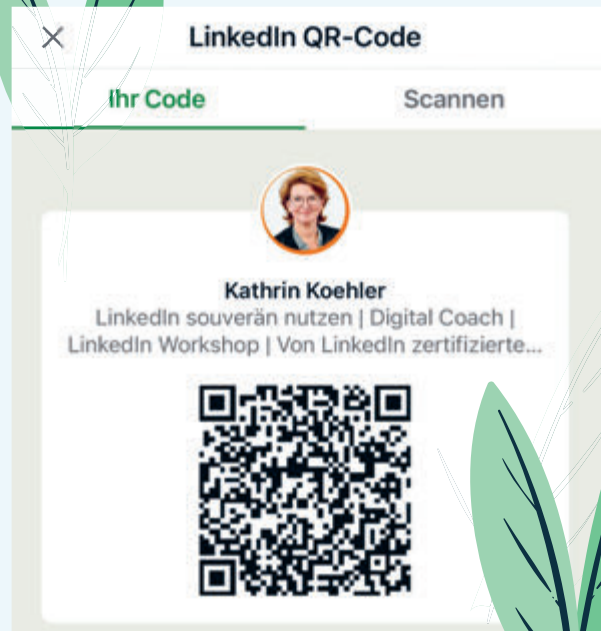 LinkedIn QR-Code
Ihr Code
Scannen
Kathrin Koehler
LinkedIn souverän nutzen | Digital Coach |
LinkedIn Workshop | Von LinkedIn zertifizierte...